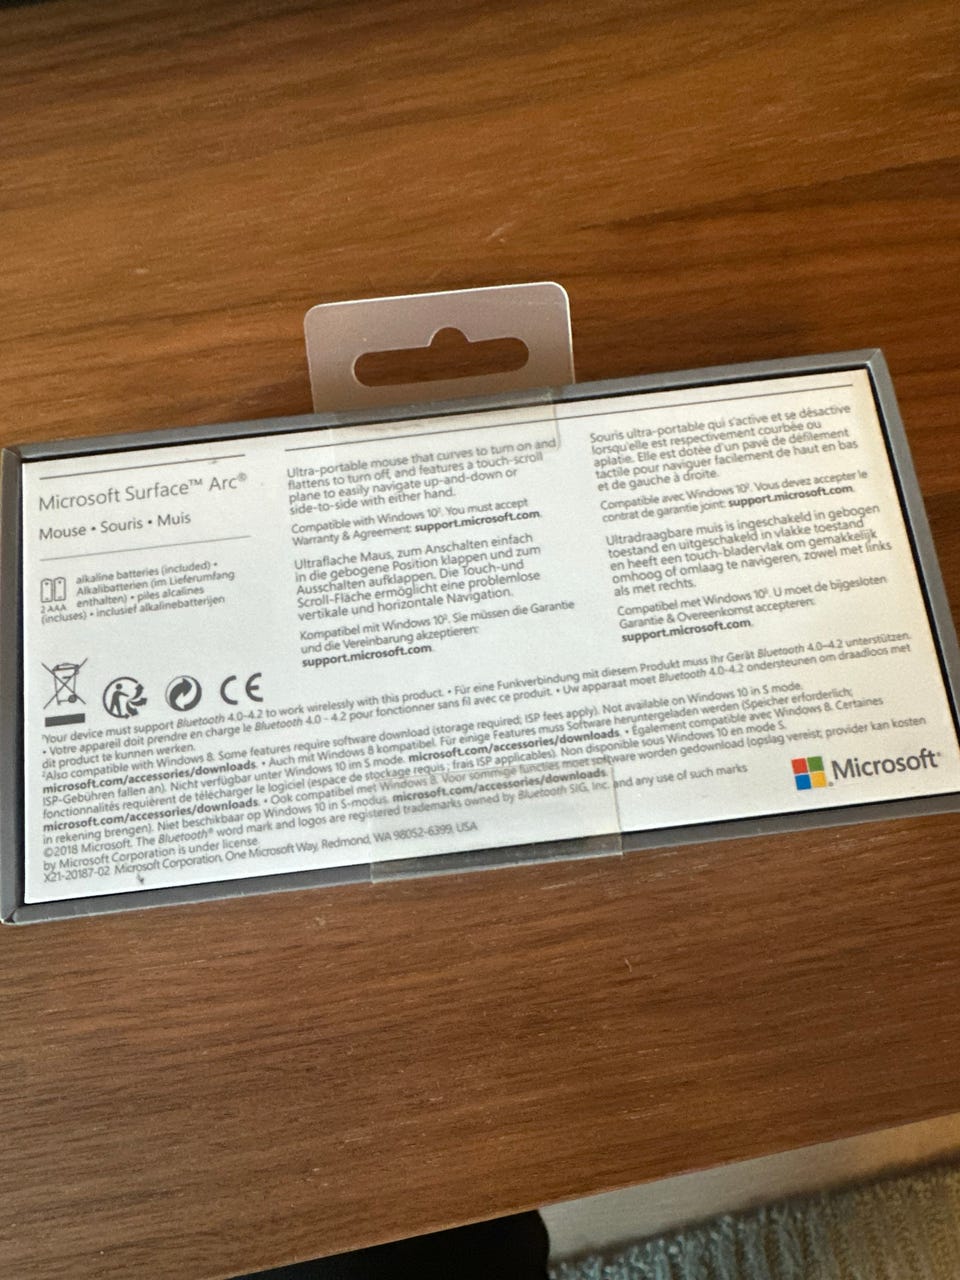 Microsoft Surface™ Arc®
Mouse • Souris • Muis
alkaline batteries (included) •
Alkalibatterien (im Lieferumfang
enthalten) • piles alcalines
2 AAA
(incluses) • inclusief alkalinebatterijen
Ultra-portable mouse that curves to turn on and
flattens to turn off, and features a touch-scroll
plane to easily navigate up-and-down or
side-to-side with either hand.
Compatible with Windows 10². You must accept
Warranty & Agreement: support.microsoft.com.
Ultraflache Maus, zum Anschalten einfach
in die gebogene Position klappen und zum
Ausschalten aufklappen. Die Touch-und
Scroll-Fläche ermöglicht eine problemlose
vertikale und horizontale Navigation.
Kompatibel mit Windows 10². Sie müssen die Garantie
und die Vereinbarung akzeptieren:
support.microsoft.com.
Souris ultra-portable qui s'active et se désactive
lorsqu'elle est respectivement courbée ou
aplatie. Elle est dotée d'un pavé de défilement
tactile pour naviguer facilement de haut en bas
et de gauche à droite.
Compatible avec Windows 10². Vous devez accepter le
contrat de garantie joint: support.microsoft.com.
Ultradraagbare muis is ingeschakeld in gebogen
toestand en uitgeschakeld in vlakke toestand
en heeft een touch-bladervlak om gemakkelijk
omhoog of omlaag te navigeren, zowel met links
als met rechts.
Compatibel met Windows 10². U moet de bijgesloten
Garantie & Overeenkomst accepteren:
support.microsoft.com.
CE
¹Your device must support Bluetooth 4.0-4.2 to work wirelessly with this product. • Für eine Funkverbindung mit diesem Produkt muss Ihr Gerät Bluetooth 4.0-4.2 unterstützen.
• Votre appareil doit prendre en charge le Bluetooth 4.0 - 4.2 pour fonctionner sans fil avec ce produit. • Uw apparaat moet Bluetooth 4.0-4.2 ondersteunen om draadloos met
dit product te kunnen werken.
²Also compatible with Windows 8. Some features require software download (storage required; ISP fees apply). Not available on Windows 10 in S mode.
microsoft.com/accessories/downloads. • Auch mit Windows 8 kompatibel. Für einige Features muss Software heruntergeladen werden (Speicher erforderlich;
ISP-Gebühren fallen an). Nicht verfügbar unter Windows 10 im S mode. microsoft.com/accessories/downloads. • Également compatible avec Windows 8. Certaines
fonctionnalités requièrent de télécharger le logiciel (espace de stockage requis ; frais ISP applicables). Non disponible sous Windows 10 en mode S.
microsoft.com/accessories/downloads. • Ook compatibel met Windows 8. Voor sommige functies moet software worden gedownload (opslag vereist; provider kan kosten
in rekening brengen). Niet beschikbaar op Windows 10 in S-modus. microsoft.com/accessories/downloads.
©2018 Microsoft. The Bluetooth® word mark and logos are registered trademarks owned by Bluetooth SIG, Inc. and any use of such marks
by Microsoft Corporation is under license.
X21-20187-02 Microsoft Corporation, One Microsoft Way, Redmond, WA 98052-6399, USA
Microsoft®